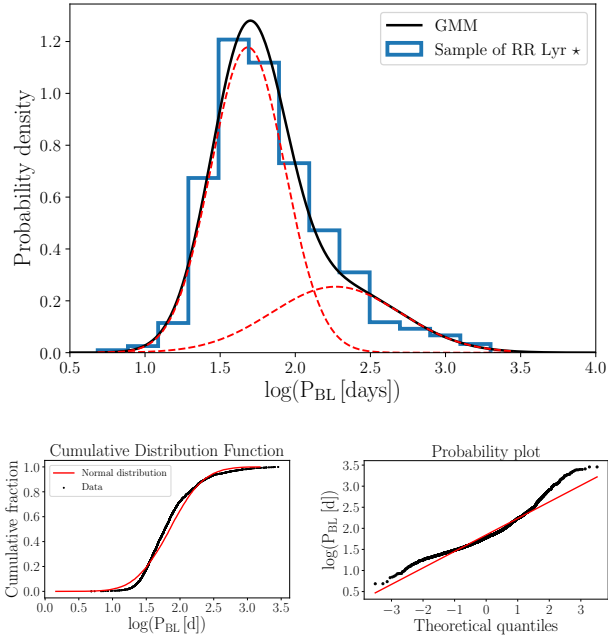 GMM
Sample of RR Lyr ⋆
Probability density
1.2
1.0
0.8
0.6
0.4
0.2
0.0
0.5 1.0 1.5 2.0 2.5 3.0 3.5 4.0
log(P_BL [days])
Cumulative Distribution Function
Normal distribution
Data
Cumulative fraction
1.0
0.8
0.6
0.4
0.2
0.0
0.0 0.5 1.0 1.5 2.0 2.5 3.0 3.5
log(P_BL [d])
Probability plot
log(P_BL [d])
3.5
3.0
2.5
2.0
1.5
1.0
0.5
−3 −2 −1 0 1 2 3
Theoretical quantiles